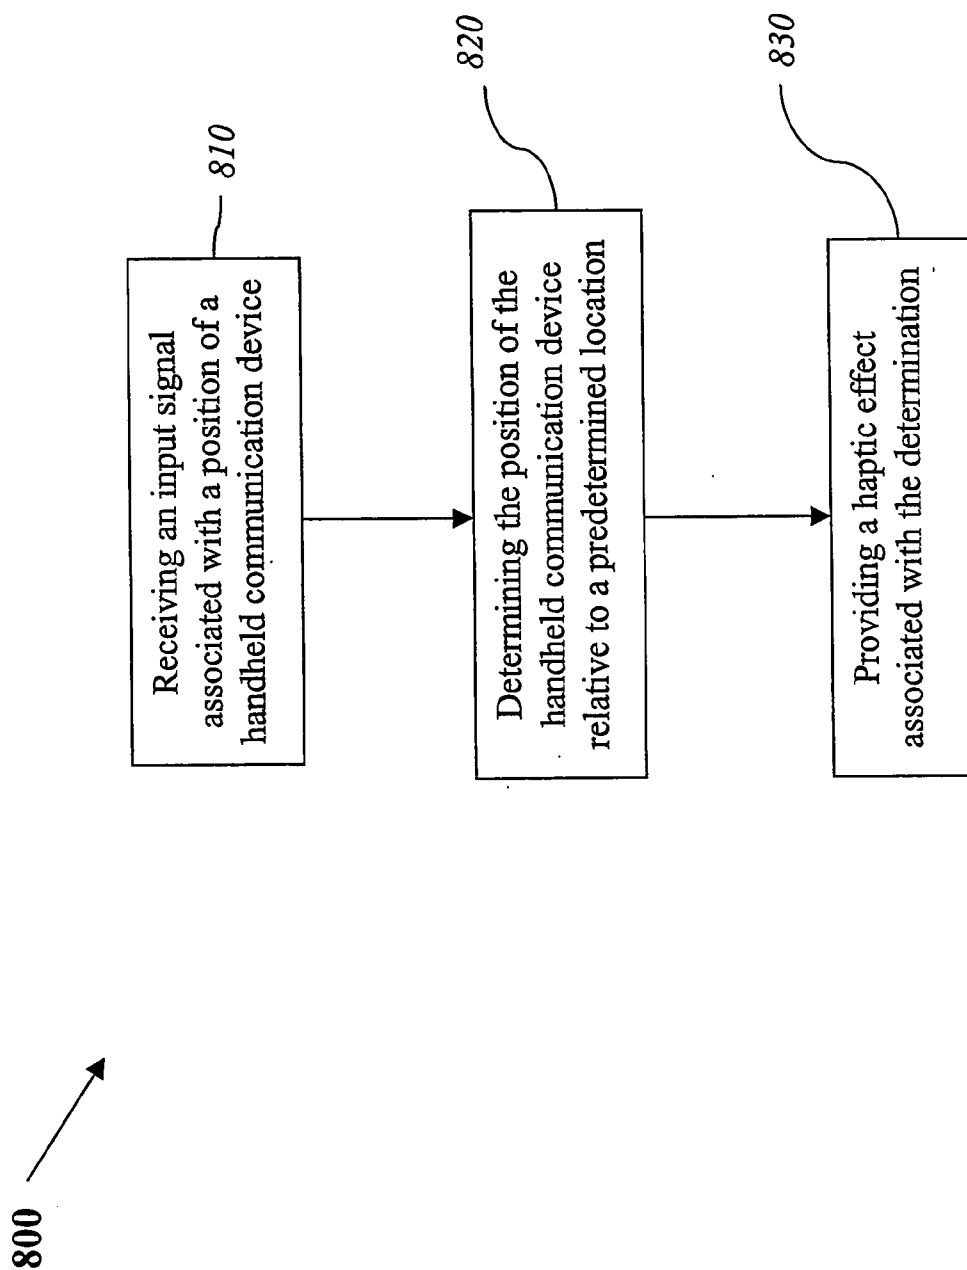 800
Receiving an input signal
associated with a position of a
handheld communication device
810
Determining the position of the
handheld communication device
relative to a predetermined location
820
Providing a haptic effect
associated with the determination
830